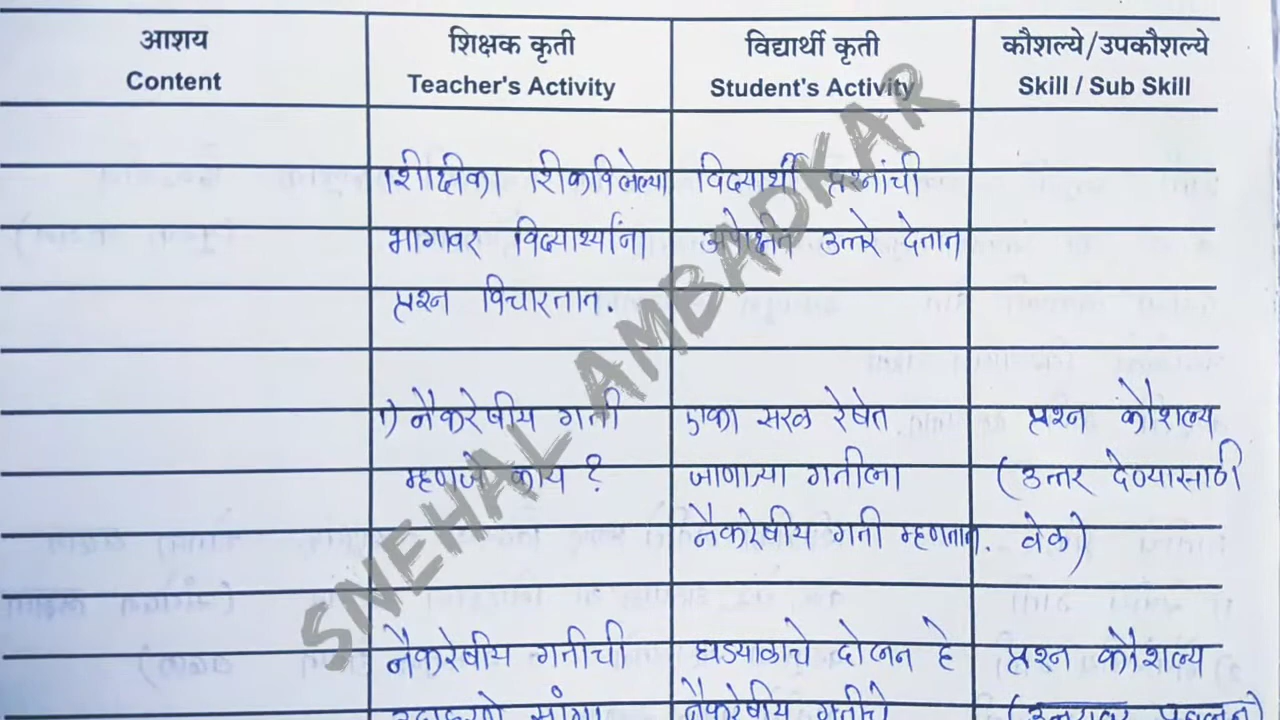 आशय शिक्षक कृती विद्यार्थी कृती कौशल्ये/उपकौशल्ये
Content Teacher's Activity Student's Activity Skill / Sub Skill
शिक्षीका शिकविलेल्या विद्यार्थी प्रश्नांची
भागावर विद्यार्थ्यांना अपेक्षित उत्तरे देतात
प्रश्न विचारतात.
१) नैकरेषीय गती एका सरळ रेषेत प्रश्न कौशल्य
म्हणजे काय ? जाणाऱ्या गतीला (उत्तर देण्यासाठी
नैकरेषीय गती म्हणतात. वेळ)
नैकरेषीय गतीची घड्याळाचे दोलन हे प्रश्न कौशल्य
सांगा नैकरेषीय गतीचे
SNEHAL AMBADKAR